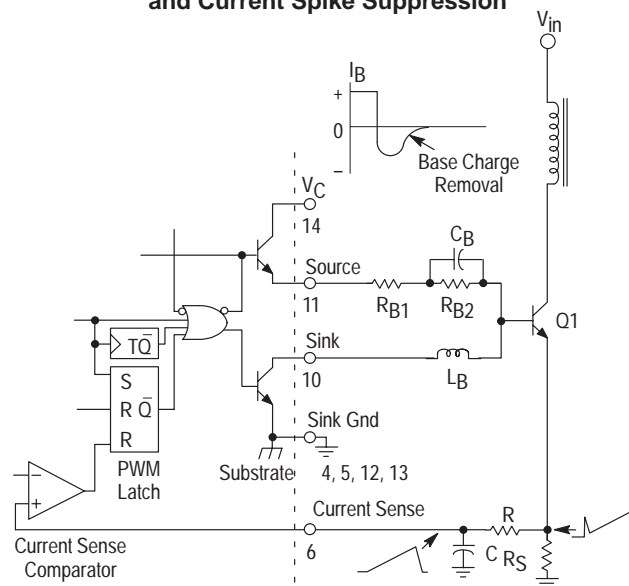 and Current Spike Suppression
Vin
IB
+
0
−
Base Charge
Removal
VC
14
CB
Source
11
RB1
RB2
Q1
TQ̅
Sink
10
LB
S
R Q̅
R
Sink Gnd
PWM
Latch
Substrate
4, 5, 12, 13
−
+
Current Sense
R
Current Sense
Comparator
6
C
RS